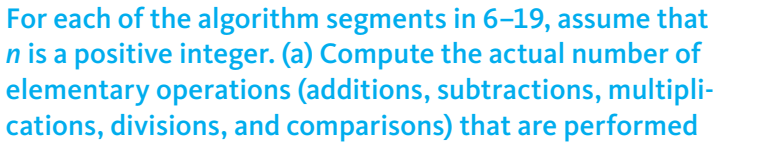 For each of the algorithm segments in 6–19, assume that
n is a positive integer. (a) Compute the actual number of
elementary operations (additions, subtractions, multipli-
cations, divisions, and comparisons) that are performed